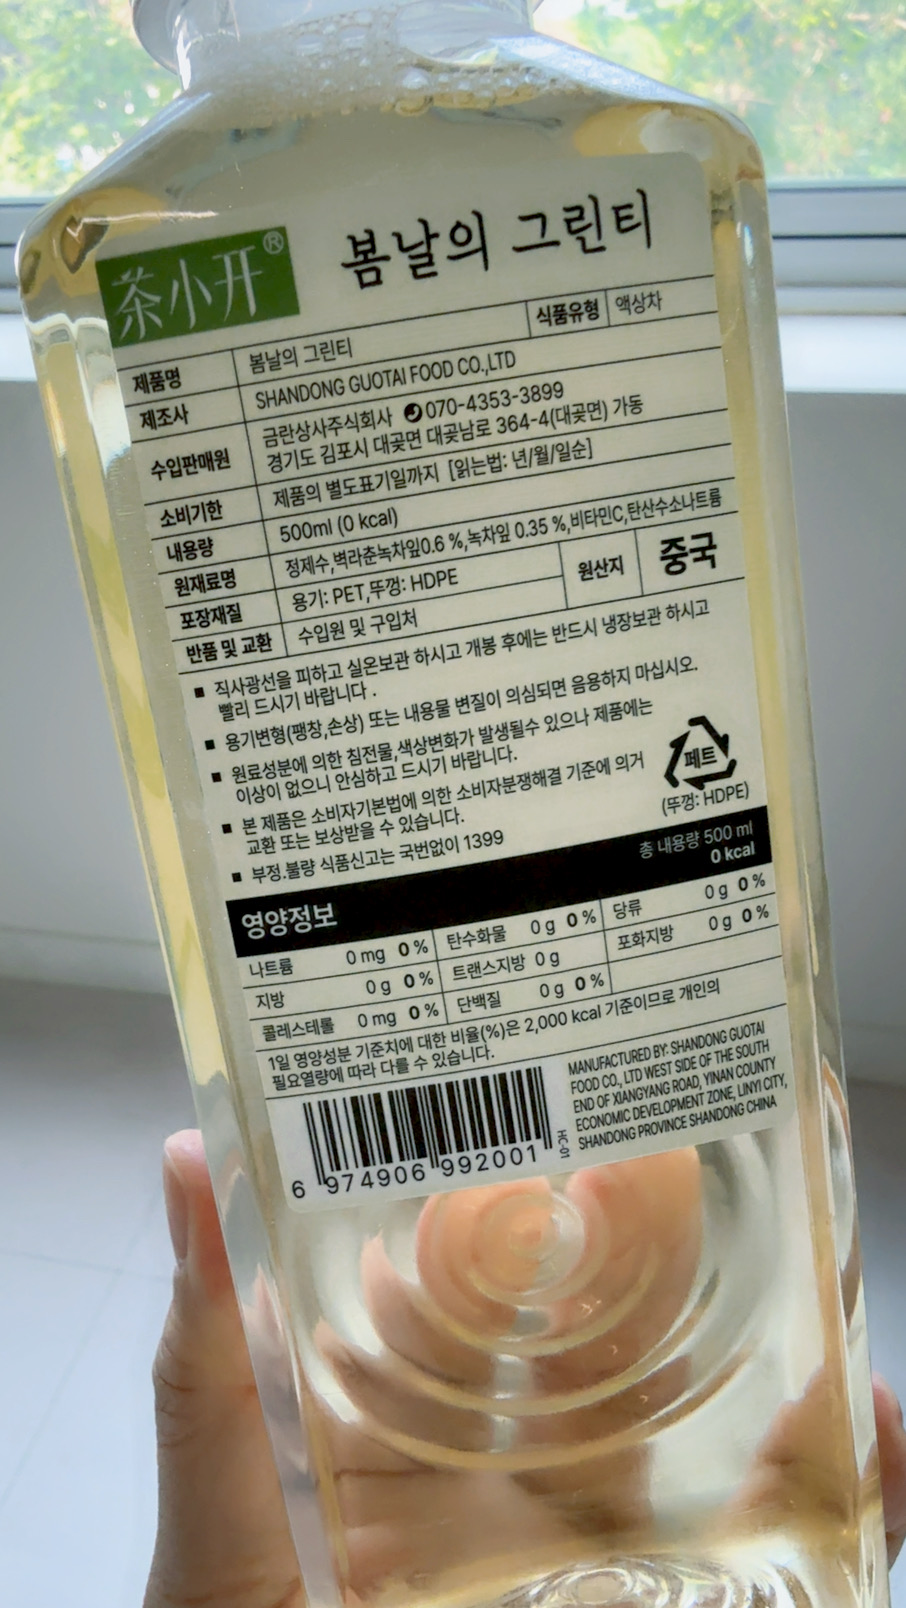 茶小开®
봄날의 그린티
제품명 봄날의 그린티 식품유형 액상차
제조사 SHANDONG GUOTAI FOOD CO.,LTD
수입판매원 금란상사주식회사 070-4353-3899
경기도 김포시 대곶면 대곶남로 364-4(대곶면) 가동
소비기한 제품의 별도표기일까지 [읽는법: 년/월/일순]
내용량 500ml (0 kcal)
원재료명 정제수,벽라춘녹차잎0.6 %,녹차잎 0.35 %,비타민C,탄산수소나트륨
포장재질 용기: PET,뚜껑: HDPE 원산지 중국
반품 및 교환 수입원 및 구입처
▪ 직사광선을 피하고 실온보관 하시고 개봉 후에는 반드시 냉장보관 하시고
빨리 드시기 바랍니다 .
▪ 용기변형(팽창,손상) 또는 내용물 변질이 의심되면 음용하지 마십시오.
▪ 원료성분에 의한 침전물,색상변화가 발생될수 있으나 제품에는
이상이 없으니 안심하고 드시기 바랍니다.
▪ 본 제품은 소비자기본법에 의한 소비자분쟁해결 기준에 의거
교환 또는 보상받을 수 있습니다.
▪ 부정.불량 식품신고는 국번없이 1399
페트
(뚜껑: HDPE)
영양정보 총 내용량 500 ml
0 kcal
나트륨 0 mg 0 % 탄수화물 0 g 0 % 당류 0 g 0 %
지방 0 g 0 % 트랜스지방 0 g 포화지방 0 g 0 %
콜레스테롤 0 mg 0 % 단백질 0 g 0 %
1일 영양성분 기준치에 대한 비율(%)은 2,000 kcal 기준이므로 개인의
필요열량에 따라 다를 수 있습니다.
MANUFACTURED BY: SHANDONG GUOTAI
FOOD CO., LTD WEST SIDE OF THE SOUTH
END OF XIANGYANG ROAD, YINAN COUNTY
ECONOMIC DEVELOPMENT ZONE, LINYI CITY,
SHANDONG PROVINCE SHANDONG CHINA
HC-01
6 974906 992001